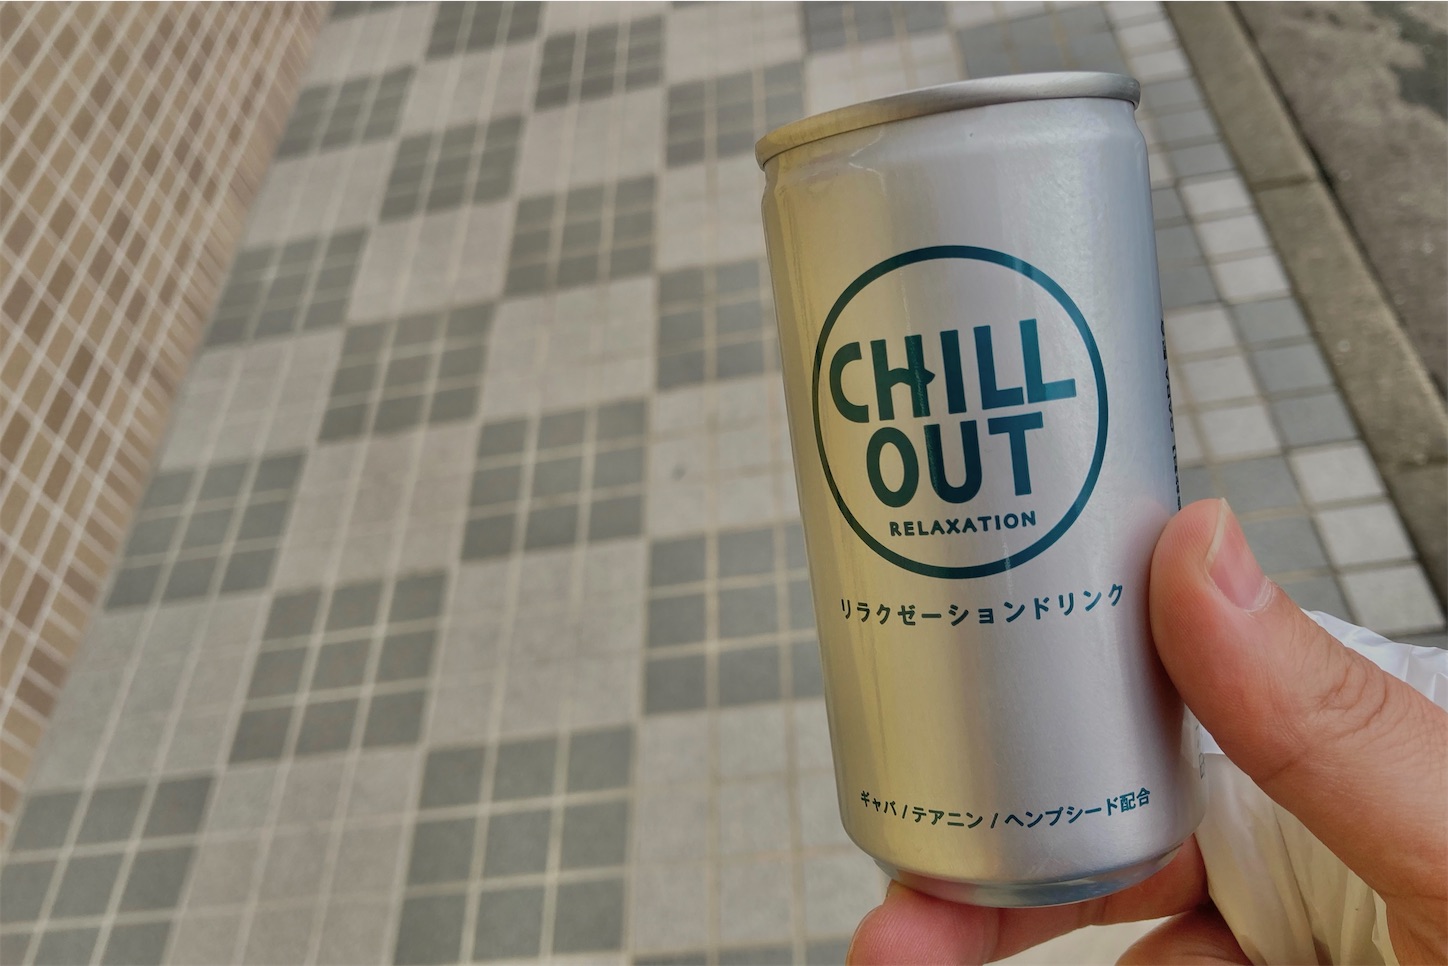 CHILL
OUT
RELAXATION
リラクゼーションドリンク
ギャバ / テアニン / ヘンプシード配合